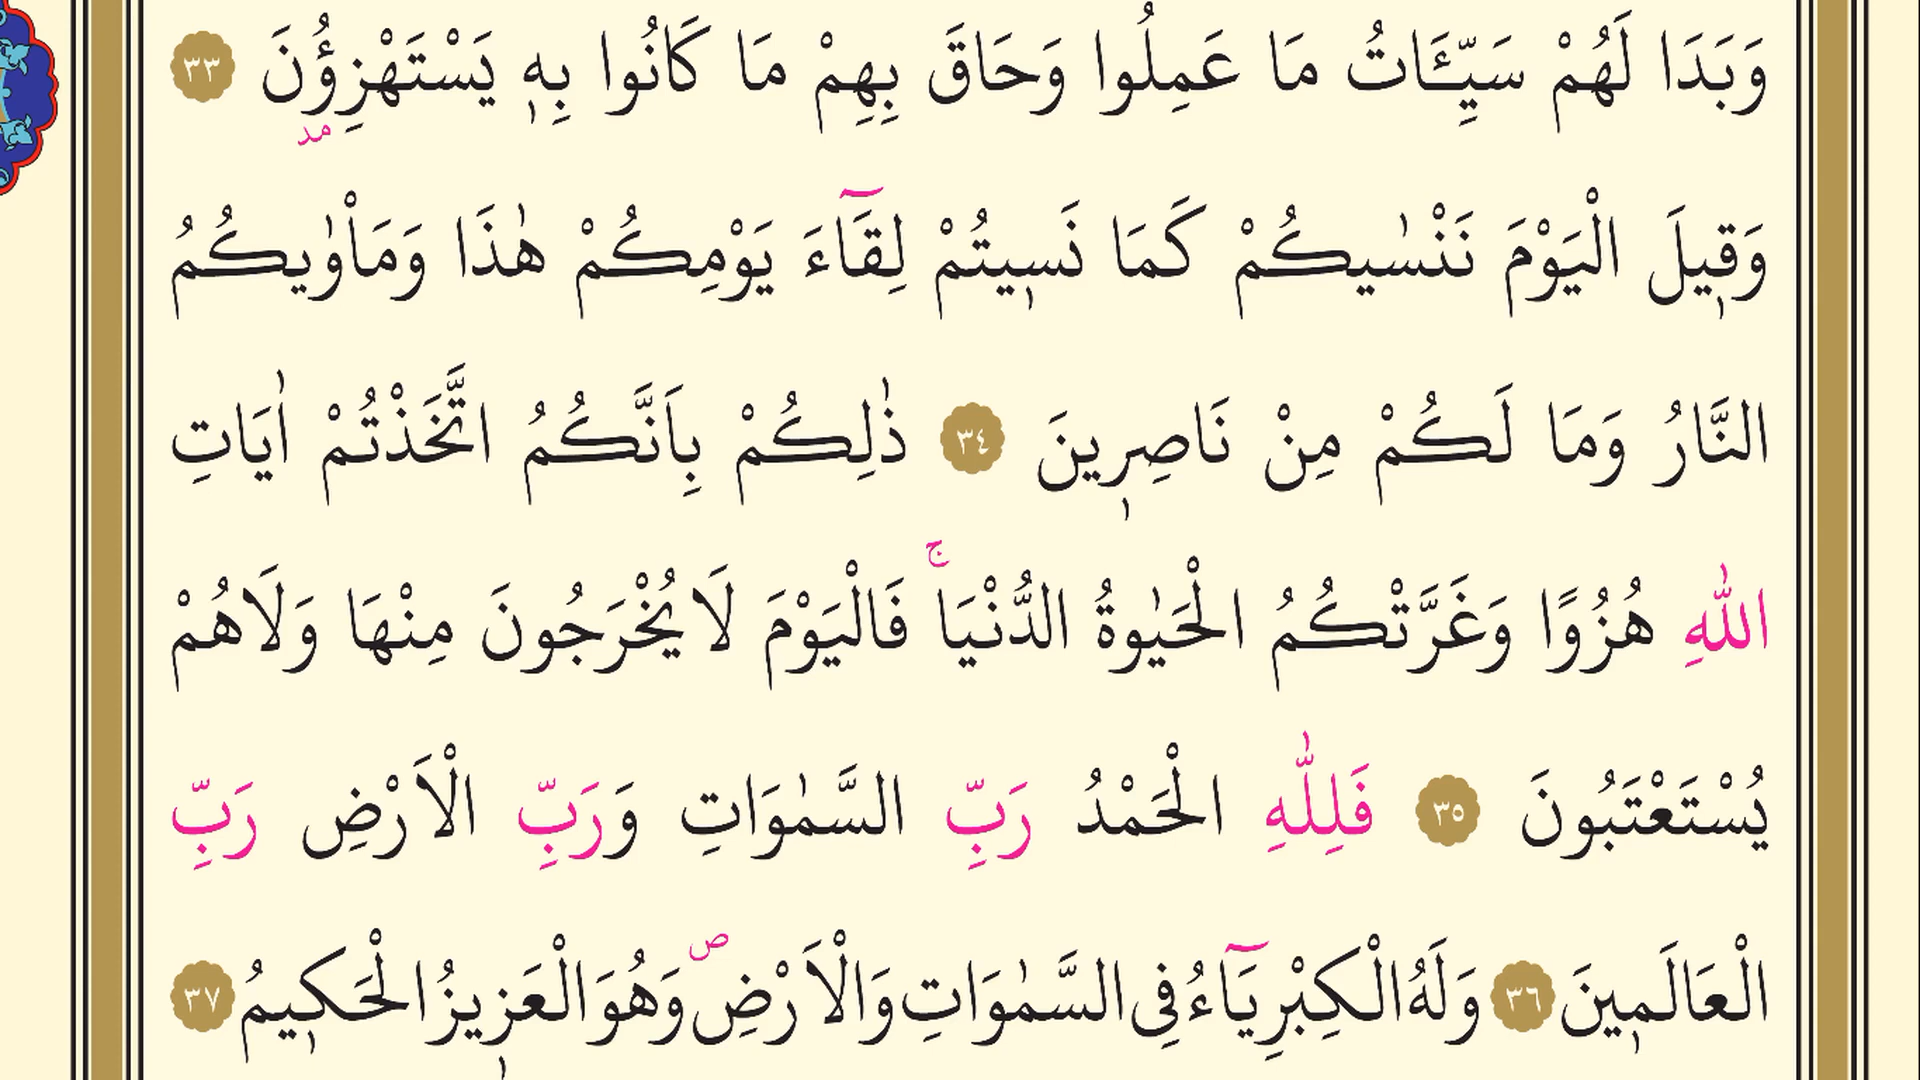 وَبَدَا لَهُمْ سَيِّـَٔاتُ مَا عَمِلُوا وَحَاقَ بِهِمْ مَا كَانُوا بِه۪ يَسْتَهْزِؤُ۫نَ ٣٣
مد
وَق۪يلَ الْيَوْمَ نَنْسٰيكُمْ كَمَا نَس۪يتُمْ لِقَٓاءَ يَوْمِكُمْ هٰذَا وَمَاْوٰيكُمُ
النَّارُ وَمَا لَكُمْ مِنْ نَاصِر۪ينَ ٣٤ ذٰلِكُمْ بِاَنَّكُمُ اتَّخَذْتُمْ اٰيَاتِ
اللّٰهِ هُزُوًا وَغَرَّتْكُمُ الْحَيٰوةُ الدُّنْيَاۚ فَالْيَوْمَ لَا يُخْرَجُونَ مِنْهَا وَلَاهُمْ
يُسْتَعْتَبُونَ ٣٥ فَلِلّٰهِ الْحَمْدُ رَبِّ السَّمٰوَاتِ وَرَبِّ الْاَرْضِ رَبِّ
الْعَالَم۪ينَ ٣٦ وَلَهُ الْكِبْرِيَٓاءُ فِي السَّمٰوَاتِ وَالْاَرْضِۖ وَهُوَ الْعَز۪يزُ الْحَك۪يمُ ٣٧